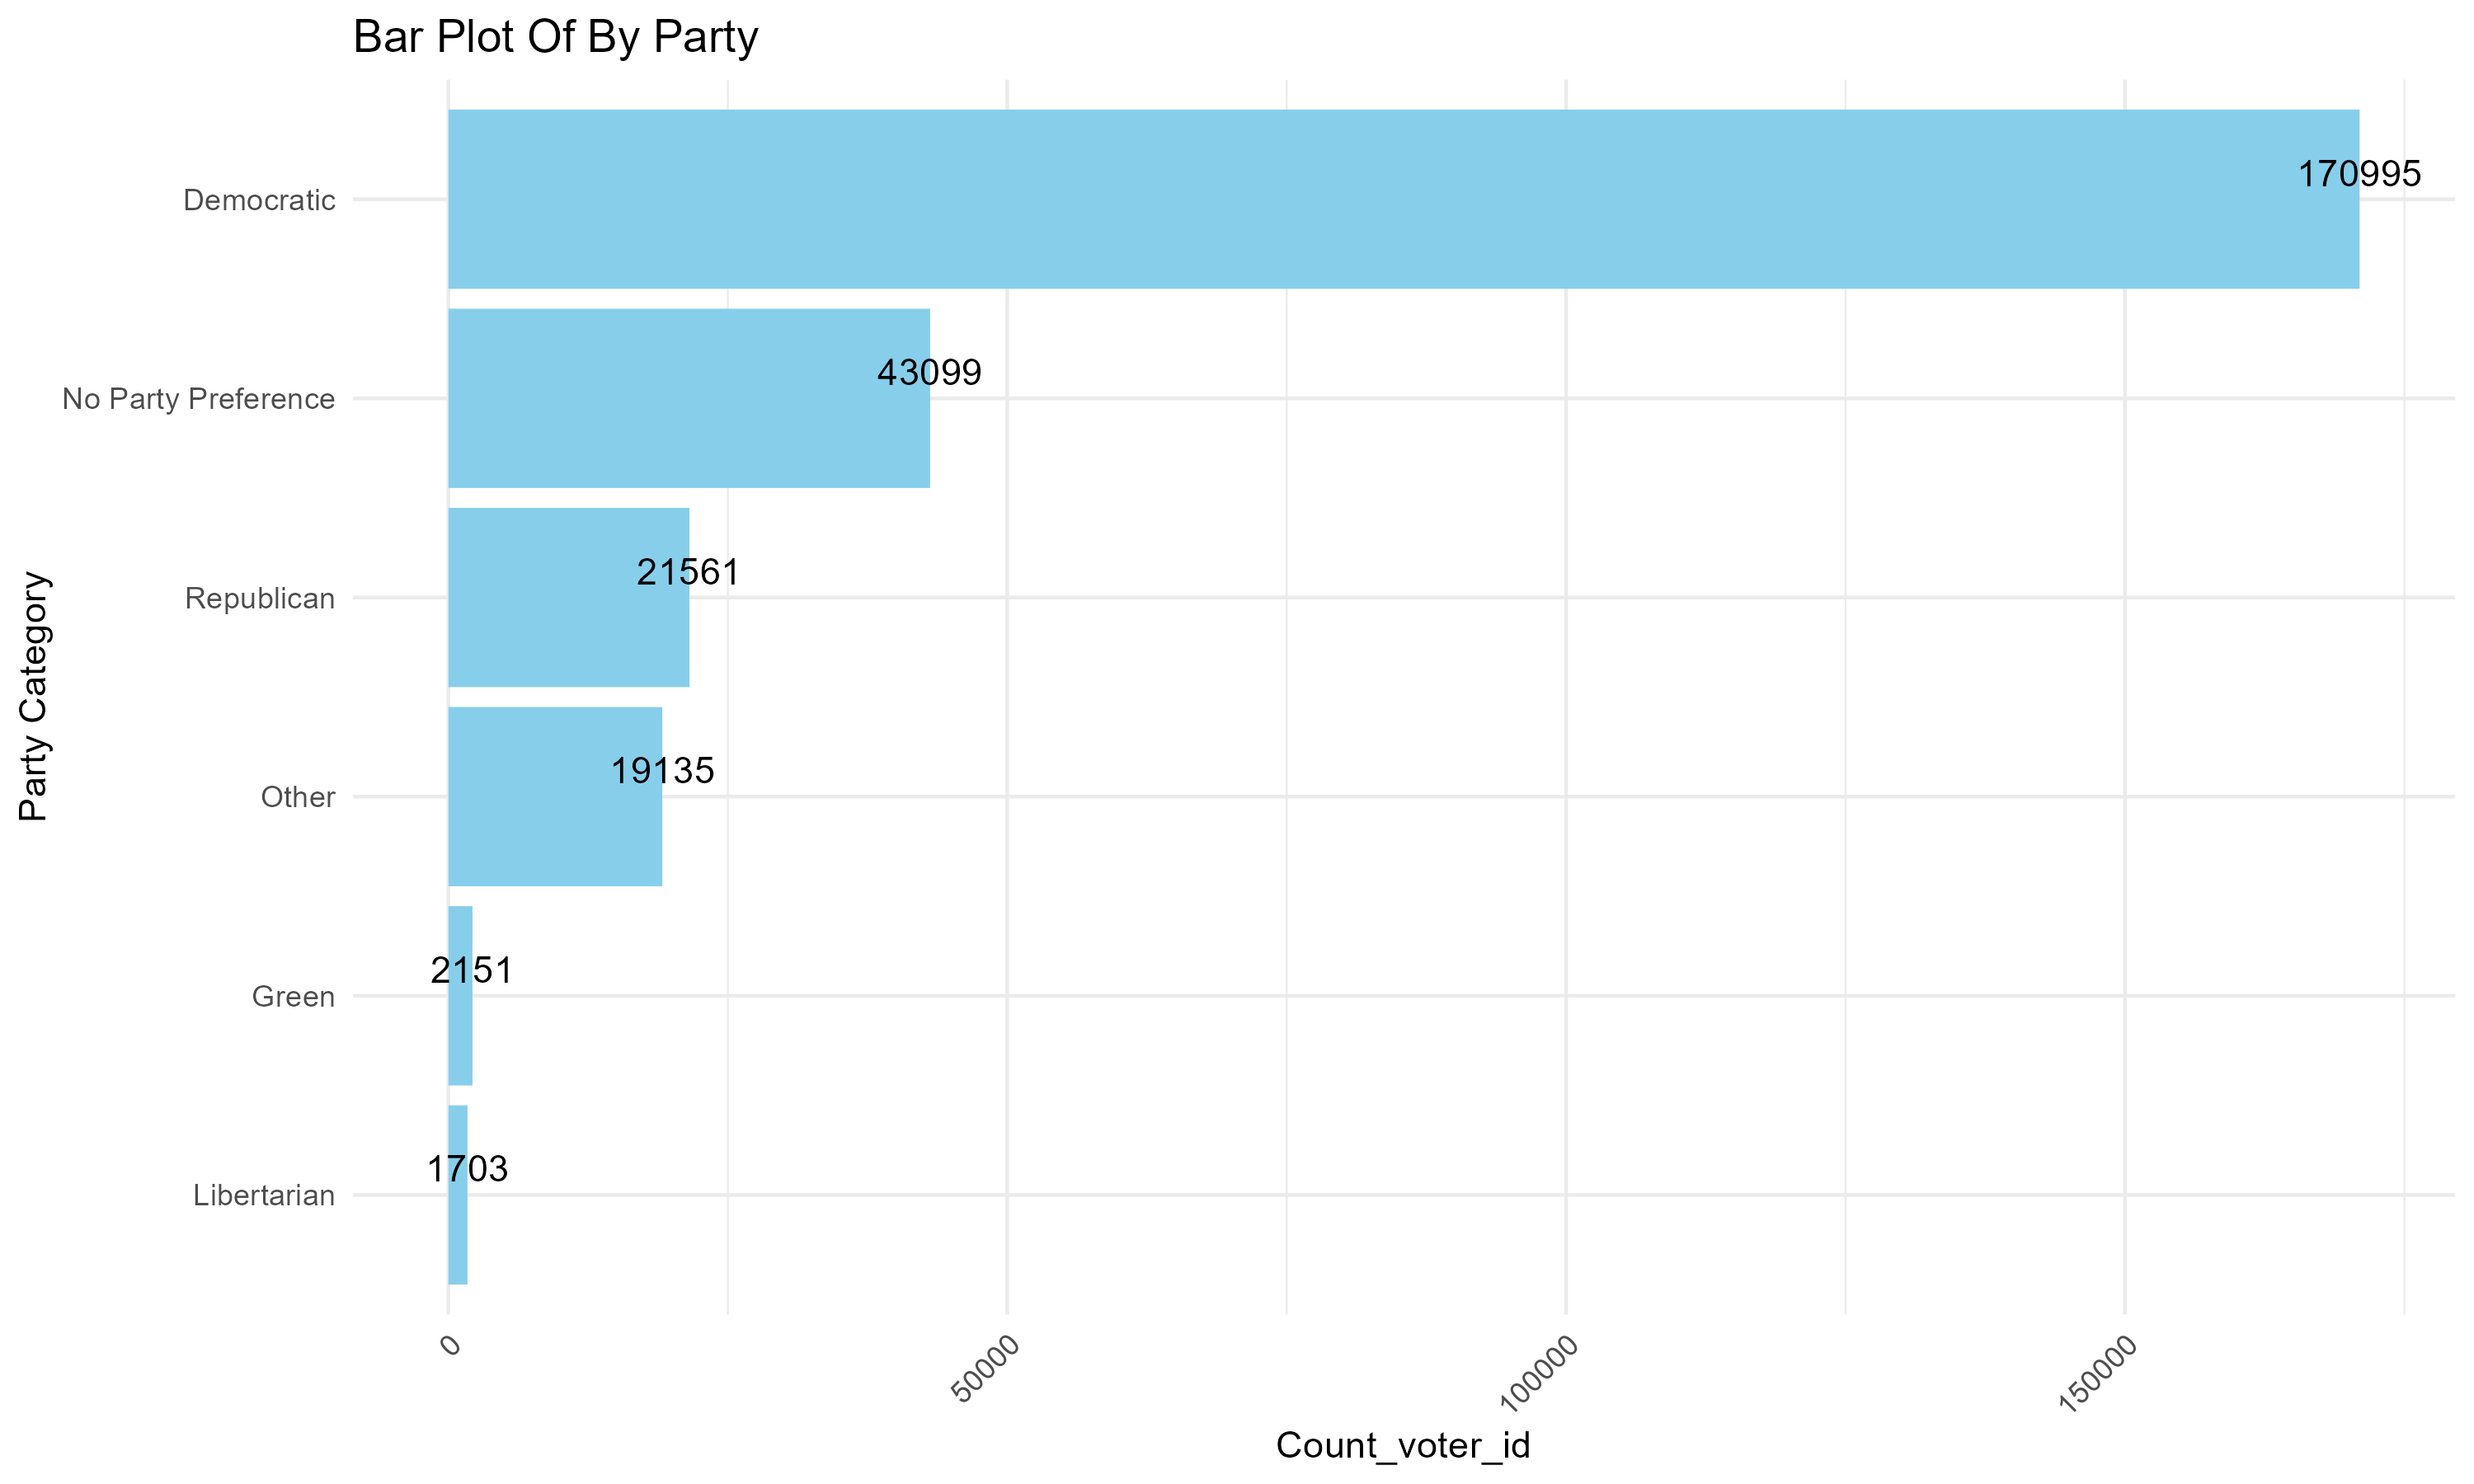 Bar Plot Of By Party
Democratic
170995
No Party Preference
43099
Republican
21561
Other
19135
Green
2151
Libertarian
1703
Party Category
0
50000
100000
150000
Count_voter_id